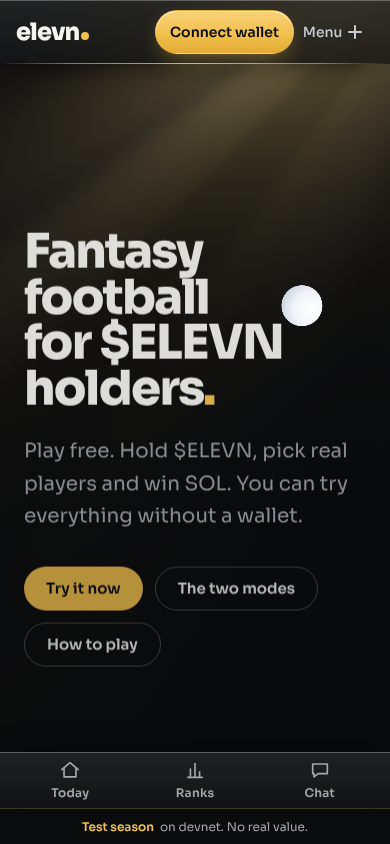 elevn.
Connect wallet
Menu
Fantasy
football
for $ELEVN
holders.
Play free. Hold $ELEVN, pick real
players and win SOL. You can try
everything without a wallet.
Try it now
The two modes
How to play
Today
Ranks
Chat
Test season on devnet. No real value.